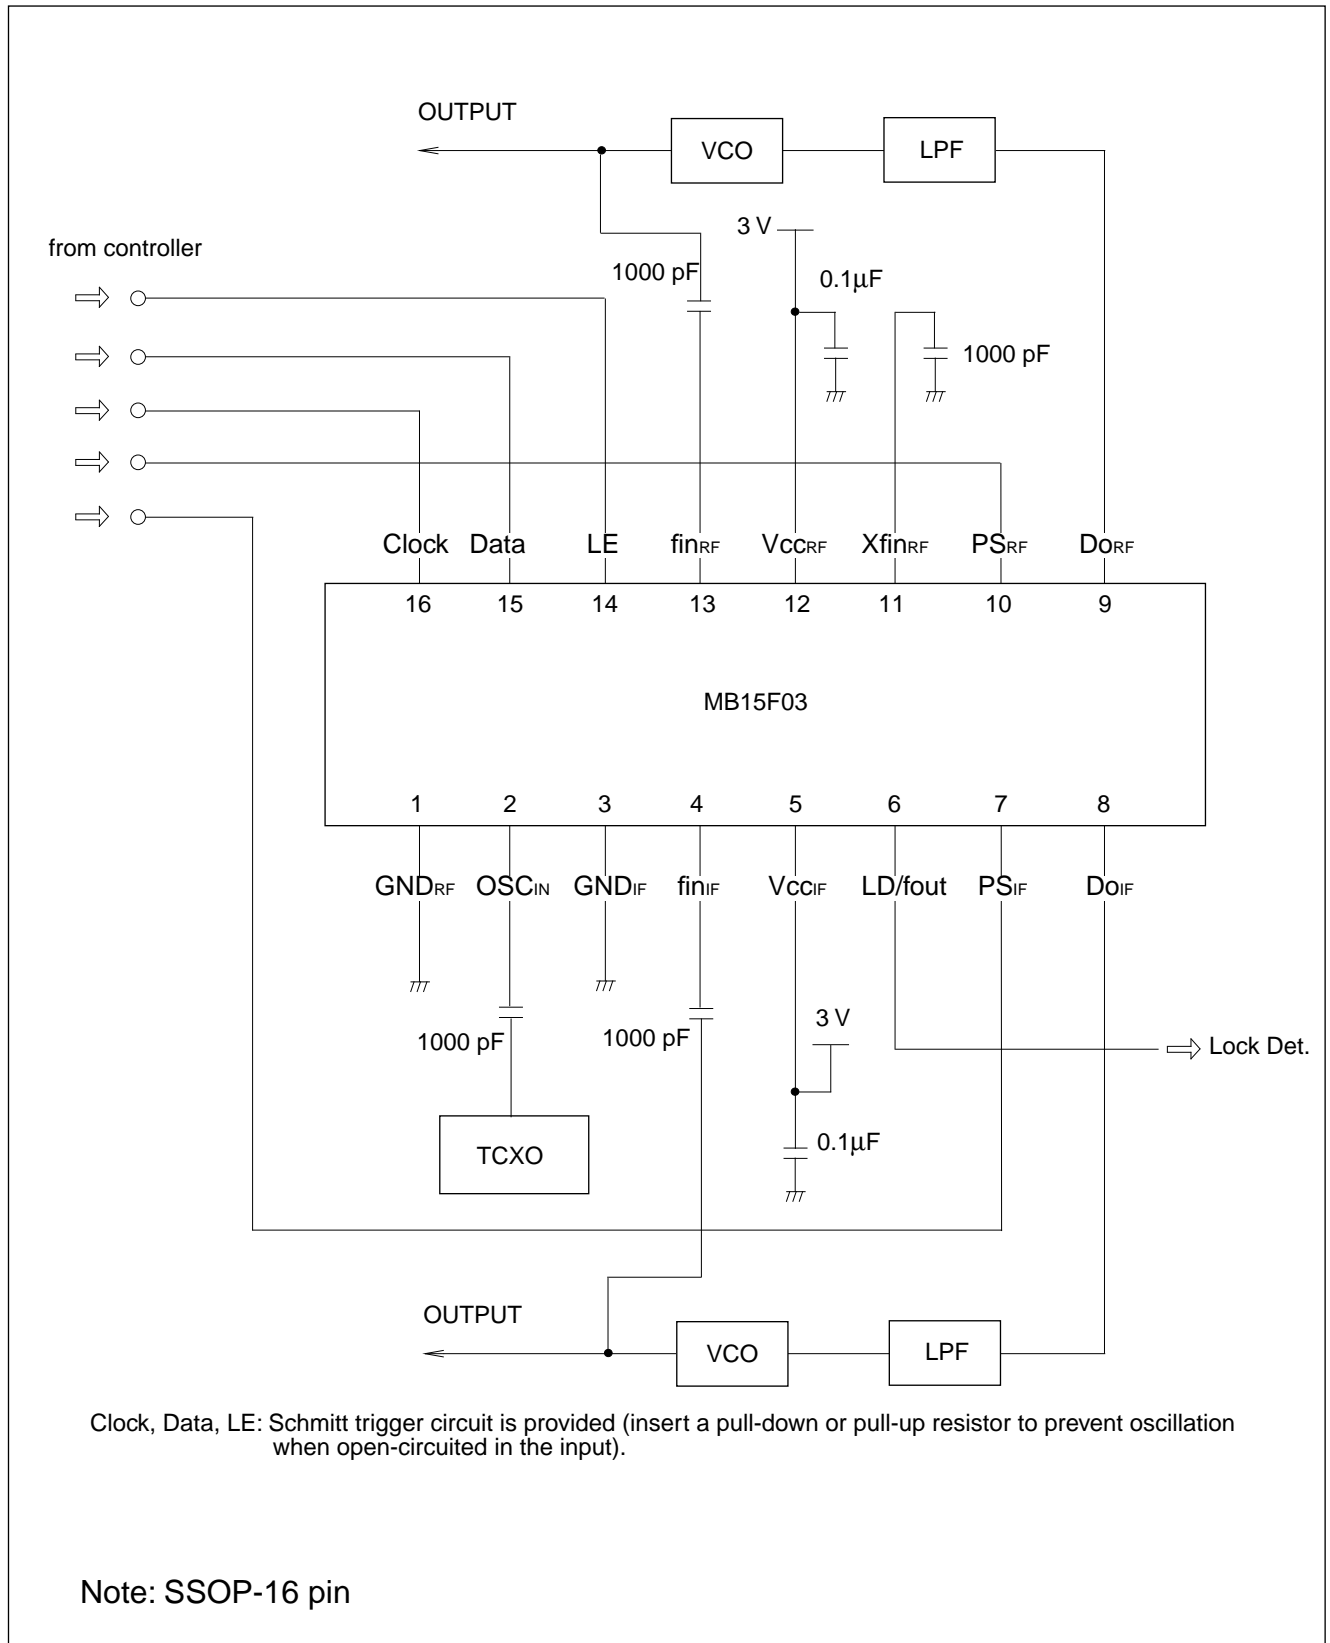 OUTPUT
VCO
LPF
3 V
from controller
1000 pF
0.1μF
1000 pF
Clock Data LE finRF VccRF XfinRF PSRF DoRF
16 15 14 13 12 11 10 9
MB15F03
1 2 3 4 5 6 7 8
GNDRF OSCIN GNDIF finIF VccIF LD/fout PSIF DoIF
3 V
1000 pF
1000 pF
Lock Det.
0.1μF
TCXO
OUTPUT
VCO
LPF
Clock, Data, LE: Schmitt trigger circuit is provided (insert a pull-down or pull-up resistor to prevent oscillation
when open-circuited in the input).
Note: SSOP-16 pin